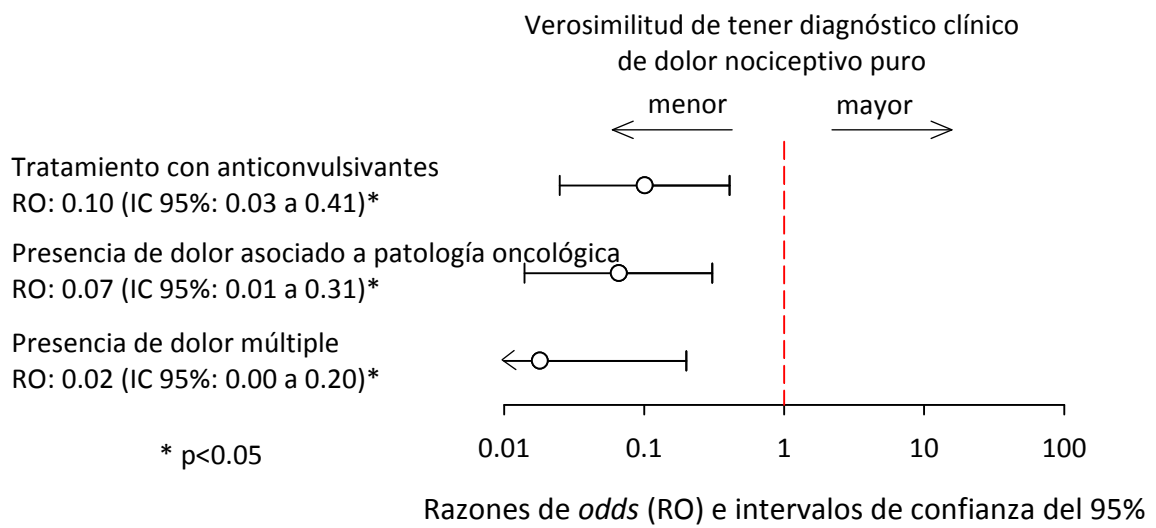 Verosimilitud de tener diagnóstico clínico
de dolor nociceptivo puro
menor mayor
Tratamiento con anticonvulsivantes
RO: 0.10 (IC 95%: 0.03 a 0.41)*
Presencia de dolor asociado a patología oncológica
RO: 0.07 (IC 95%: 0.01 a 0.31)*
Presencia de dolor múltiple
RO: 0.02 (IC 95%: 0.00 a 0.20)*
0.01 0.1 1 10 100
* p<0.05
Razones de odds (RO) e intervalos de confianza del 95%